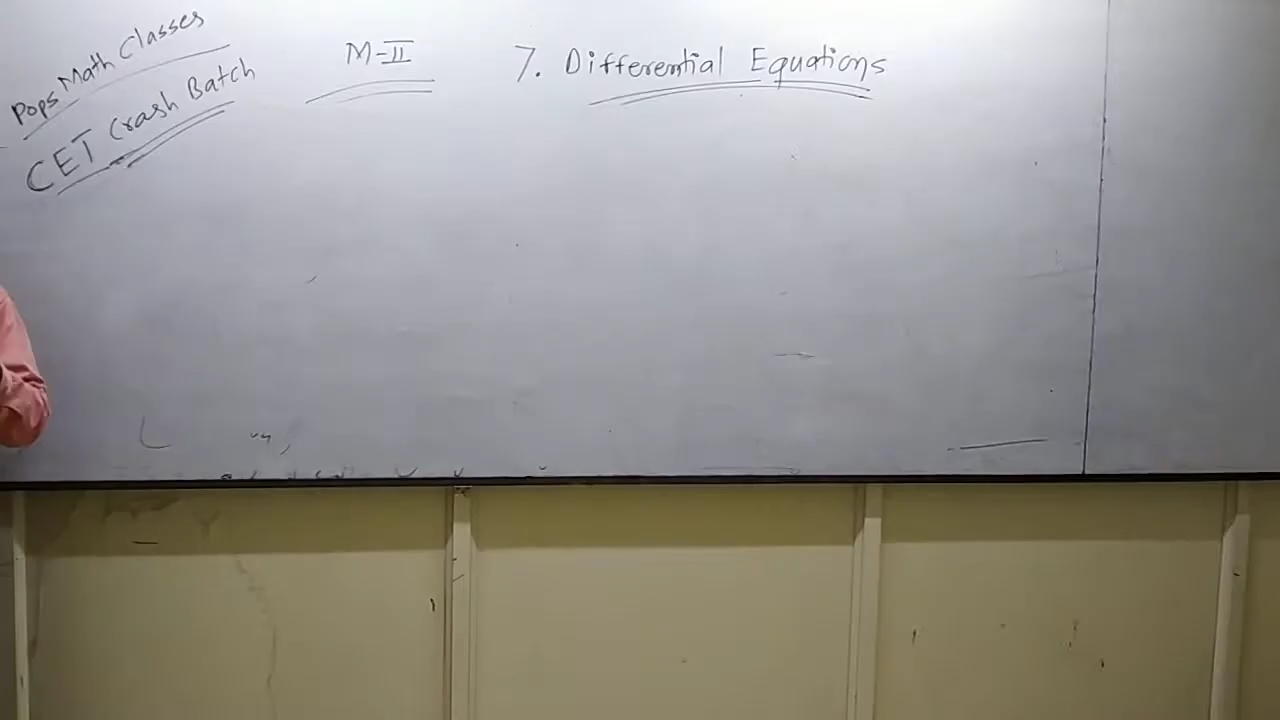 Pops Math Classes
CET Crash Batch
M-II
7. Differential Equations